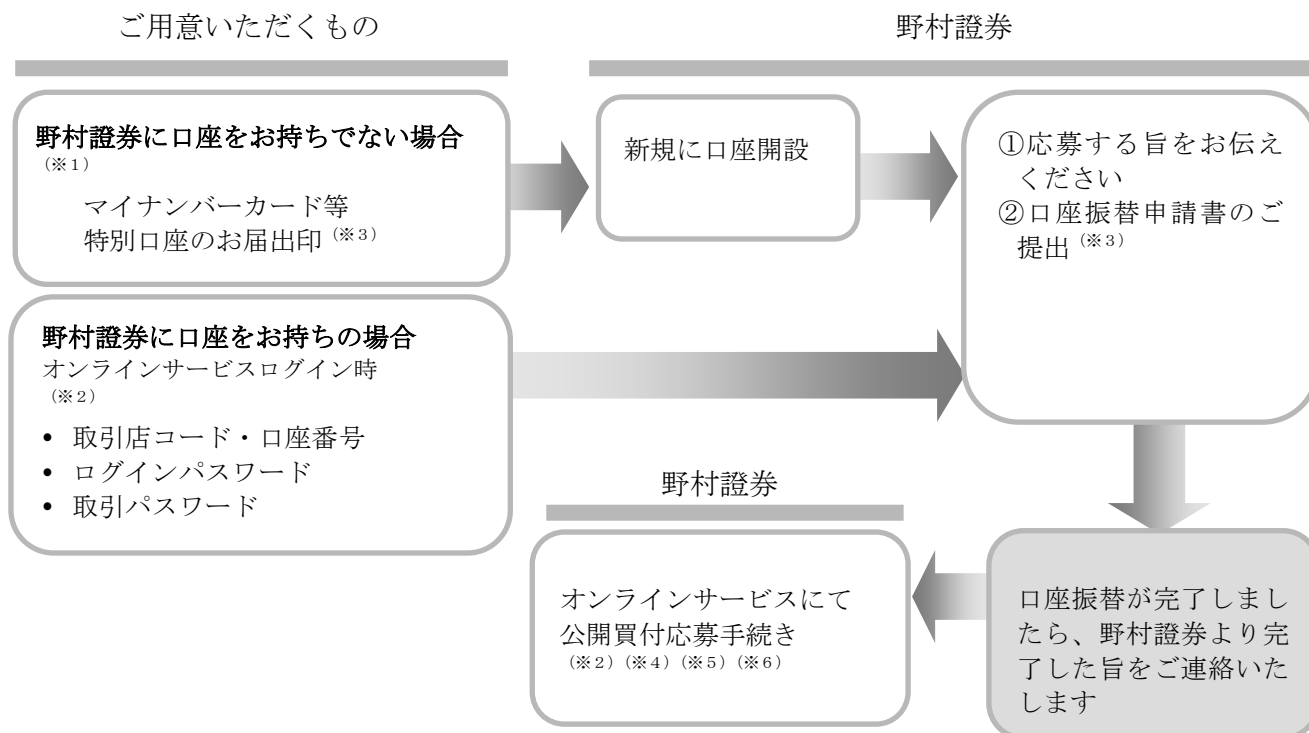 ご用意いただくもの
野村證券
野村證券に口座をお持ちでない場合
(※1)
マイナンバーカード等
特別口座のお届出印(※3)
新規に口座開設
①応募する旨をお伝え
ください
②口座振替申請書のご
提出(※3)
野村證券に口座をお持ちの場合
オンラインサービスログイン時
(※2)
• 取引店コード・口座番号
• ログインパスワード
• 取引パスワード
野村證券
オンラインサービスにて
公開買付応募手続き
(※2)(※4)(※5)(※6)
口座振替が完了しまし
たら、野村證券より完
了した旨をご連絡いた
します